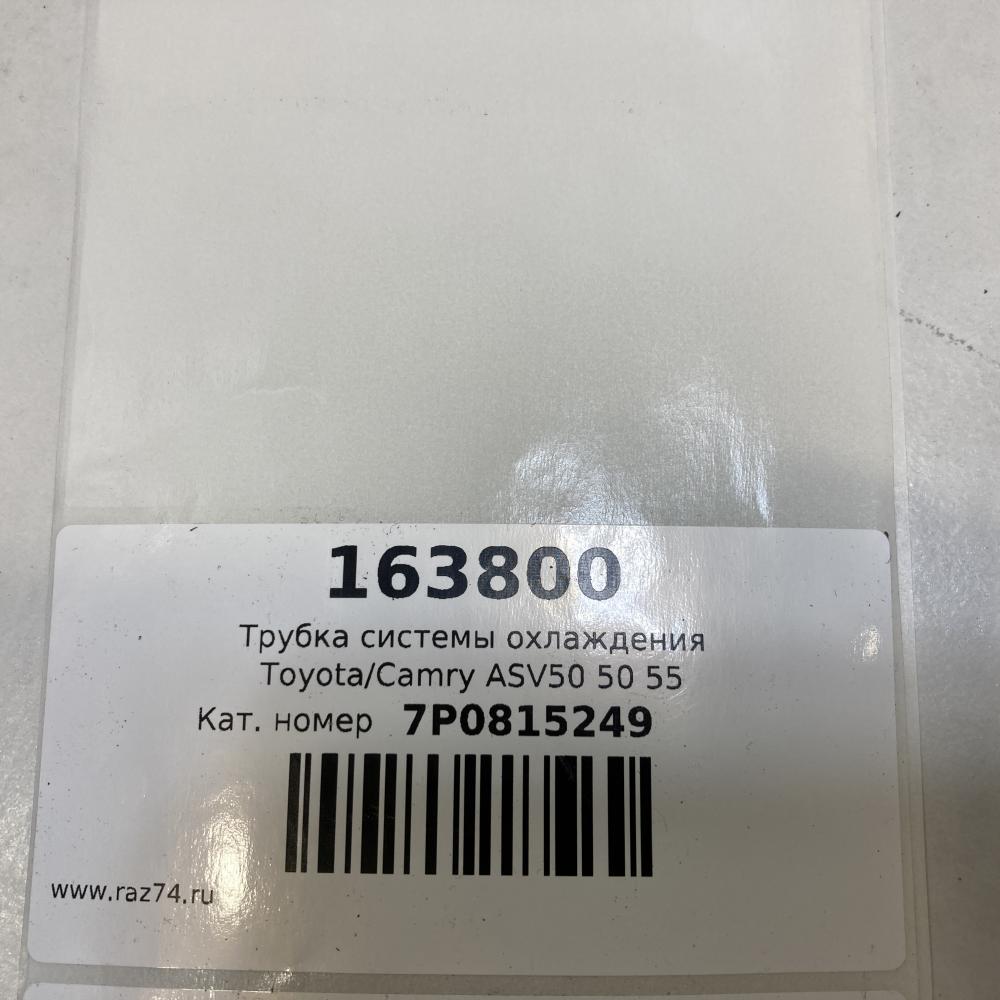 163800
Трубка системы охлаждения
Toyota/Camry ASV50 50 55
Кат. номер 7P0815249
www.raz74.ru